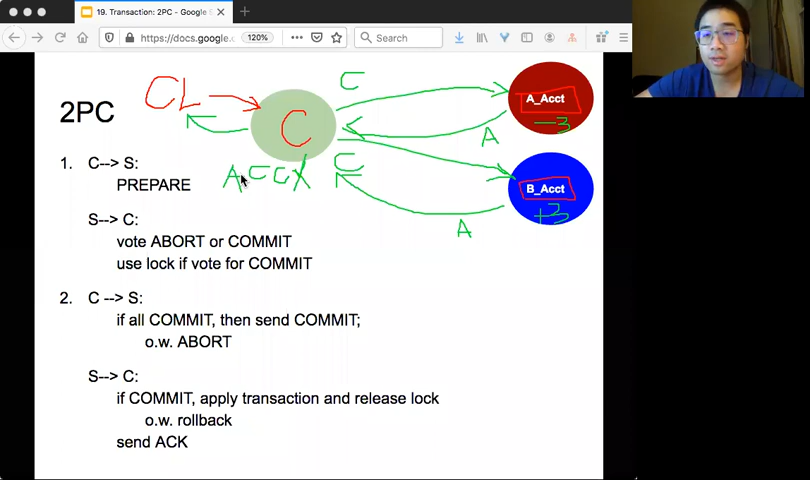 19. Transaction: 2PC - Google E
https://docs.google.
120%
Search
2PC
CL
C
C
A
C
A
A_Acct
-3
B_Acct
+3
1. C--> S:
PREPARE
S--> C:
vote ABORT or COMMIT
use lock if vote for COMMIT
2. C --> S:
if all COMMIT, then send COMMIT;
o.w. ABORT
S--> C:
if COMMIT, apply transaction and release lock
o.w. rollback
send ACK